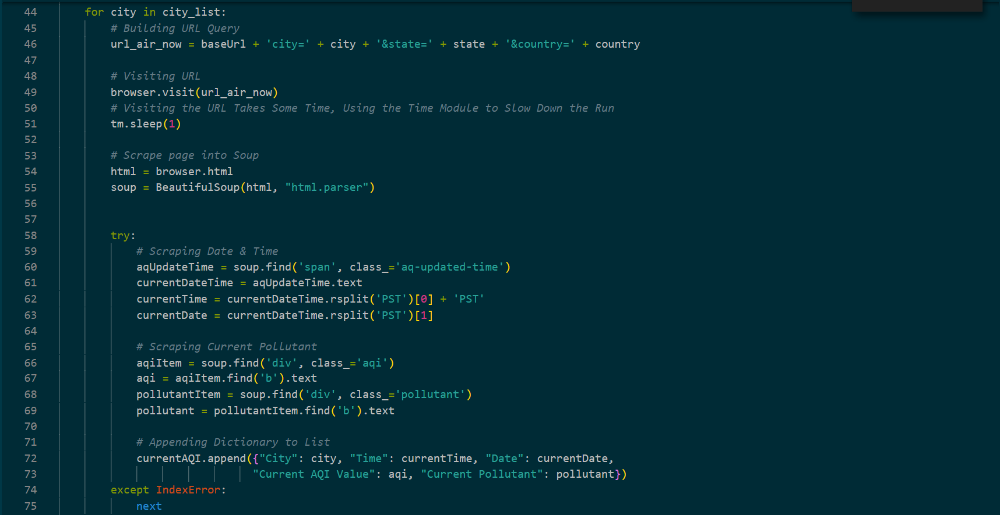 44 for city in city_list:
45 # Building URL Query
46 url_air_now = baseUrl + 'city=' + city + '&state=' + state + '&country=' + country
47
48 # Visiting URL
49 browser.visit(url_air_now)
50 # Visiting the URL Takes Some Time, Using the Time Module to Slow Down the Run
51 tm.sleep(1)
52
53 # Scrape page into Soup
54 html = browser.html
55 soup = BeautifulSoup(html, "html.parser")
56
57
58 try:
59 # Scraping Date & Time
60 aqUpdateTime = soup.find('span', class_='aq-updated-time')
61 currentDateTime = aqUpdateTime.text
62 currentTime = currentDateTime.rsplit('PST')[0] + 'PST'
63 currentDate = currentDateTime.rsplit('PST')[1]
64
65 # Scraping Current Pollutant
66 aqiItem = soup.find('div', class_='aqi')
67 aqi = aqiItem.find('b').text
68 pollutantItem = soup.find('div', class_='pollutant')
69 pollutant = pollutantItem.find('b').text
70
71 # Appending Dictionary to List
72 currentAQI.append({"City": city, "Time": currentTime, "Date": currentDate,
73 "Current AQI Value": aqi, "Current Pollutant": pollutant})
74 except IndexError:
75 next